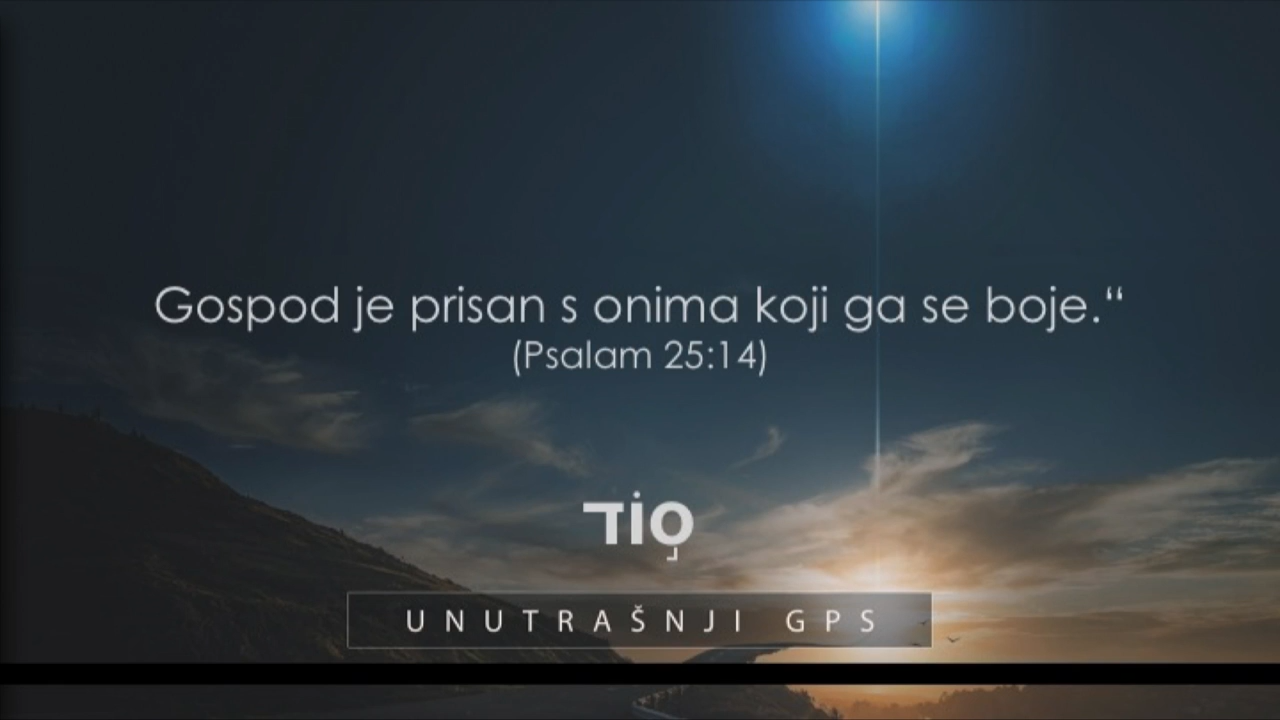 Gospod je prisan s onima koji ga se boje.“
(Psalam 25:14)
TiO
UNUTRAŠNJI GPS